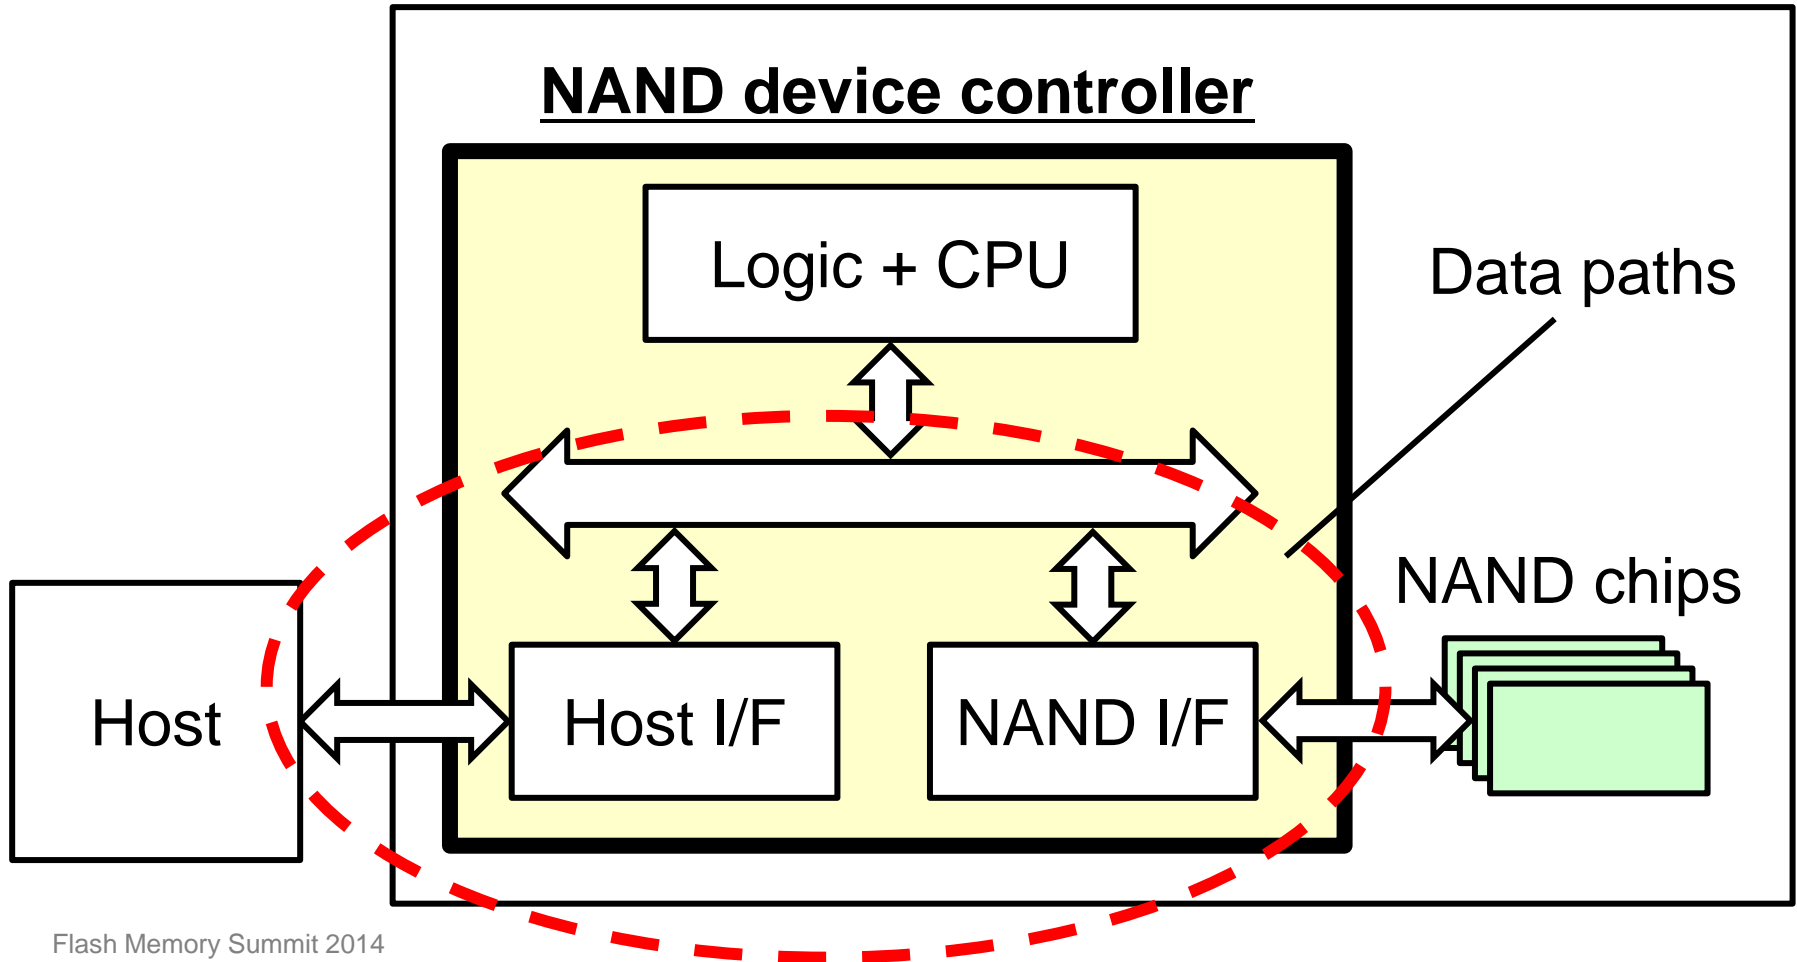 NAND device controller
Logic + CPU
Data paths
NAND chips
Host
Host I/F
NAND I/F
Flash Memory Summit 2014